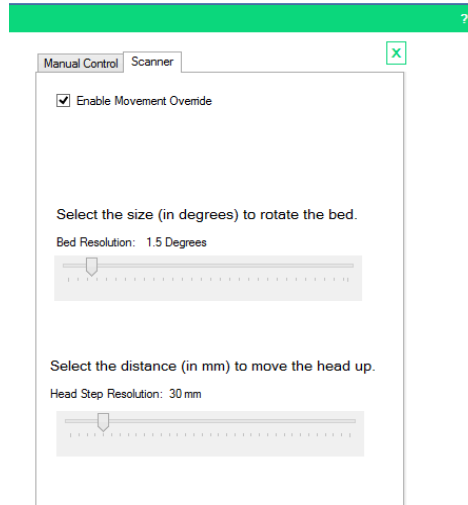 ?
X
Manual Control Scanner
Enable Movement Override
Select the size (in degrees) to rotate the bed.
Bed Resolution: 1.5 Degrees
Select the distance (in mm) to move the head up.
Head Step Resolution: 30 mm